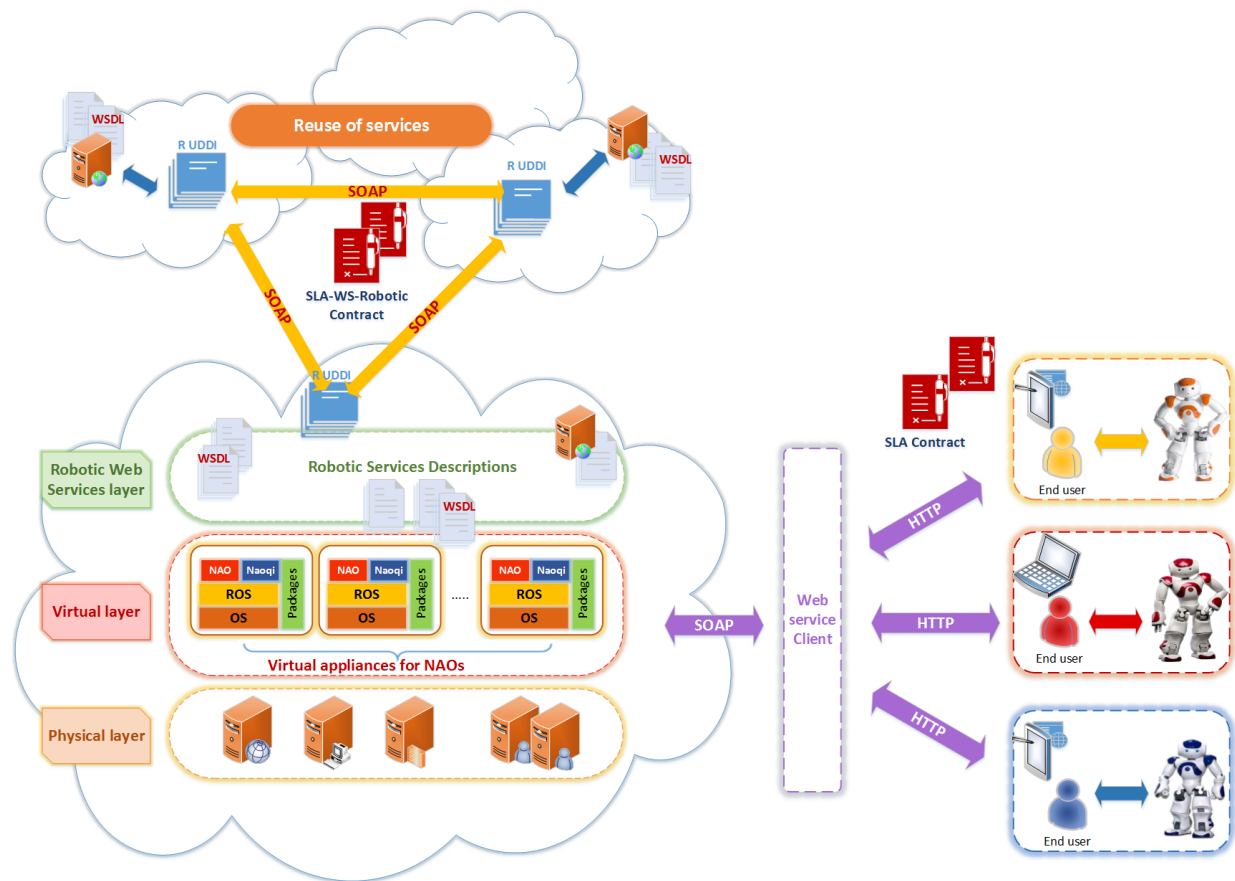 Reuse of services
WSDL
R UDDI
R UDDI
WSDL
SOAP
SOAP
SOAP
SLA-WS-Robotic
Contract
R UDDI
Robotic Web
Services layer
WSDL
Robotic Services Descriptions
WSDL
Virtual layer
NAO Naoqi
ROS
OS
Packages
NAO Naoqi
ROS
OS
Packages
.....
NAO Naoqi
ROS
OS
Packages
Virtual appliances for NAOs
Physical layer
SOAP
Web
service
Client
SLA Contract
HTTP
HTTP
HTTP
End user
End user
End user